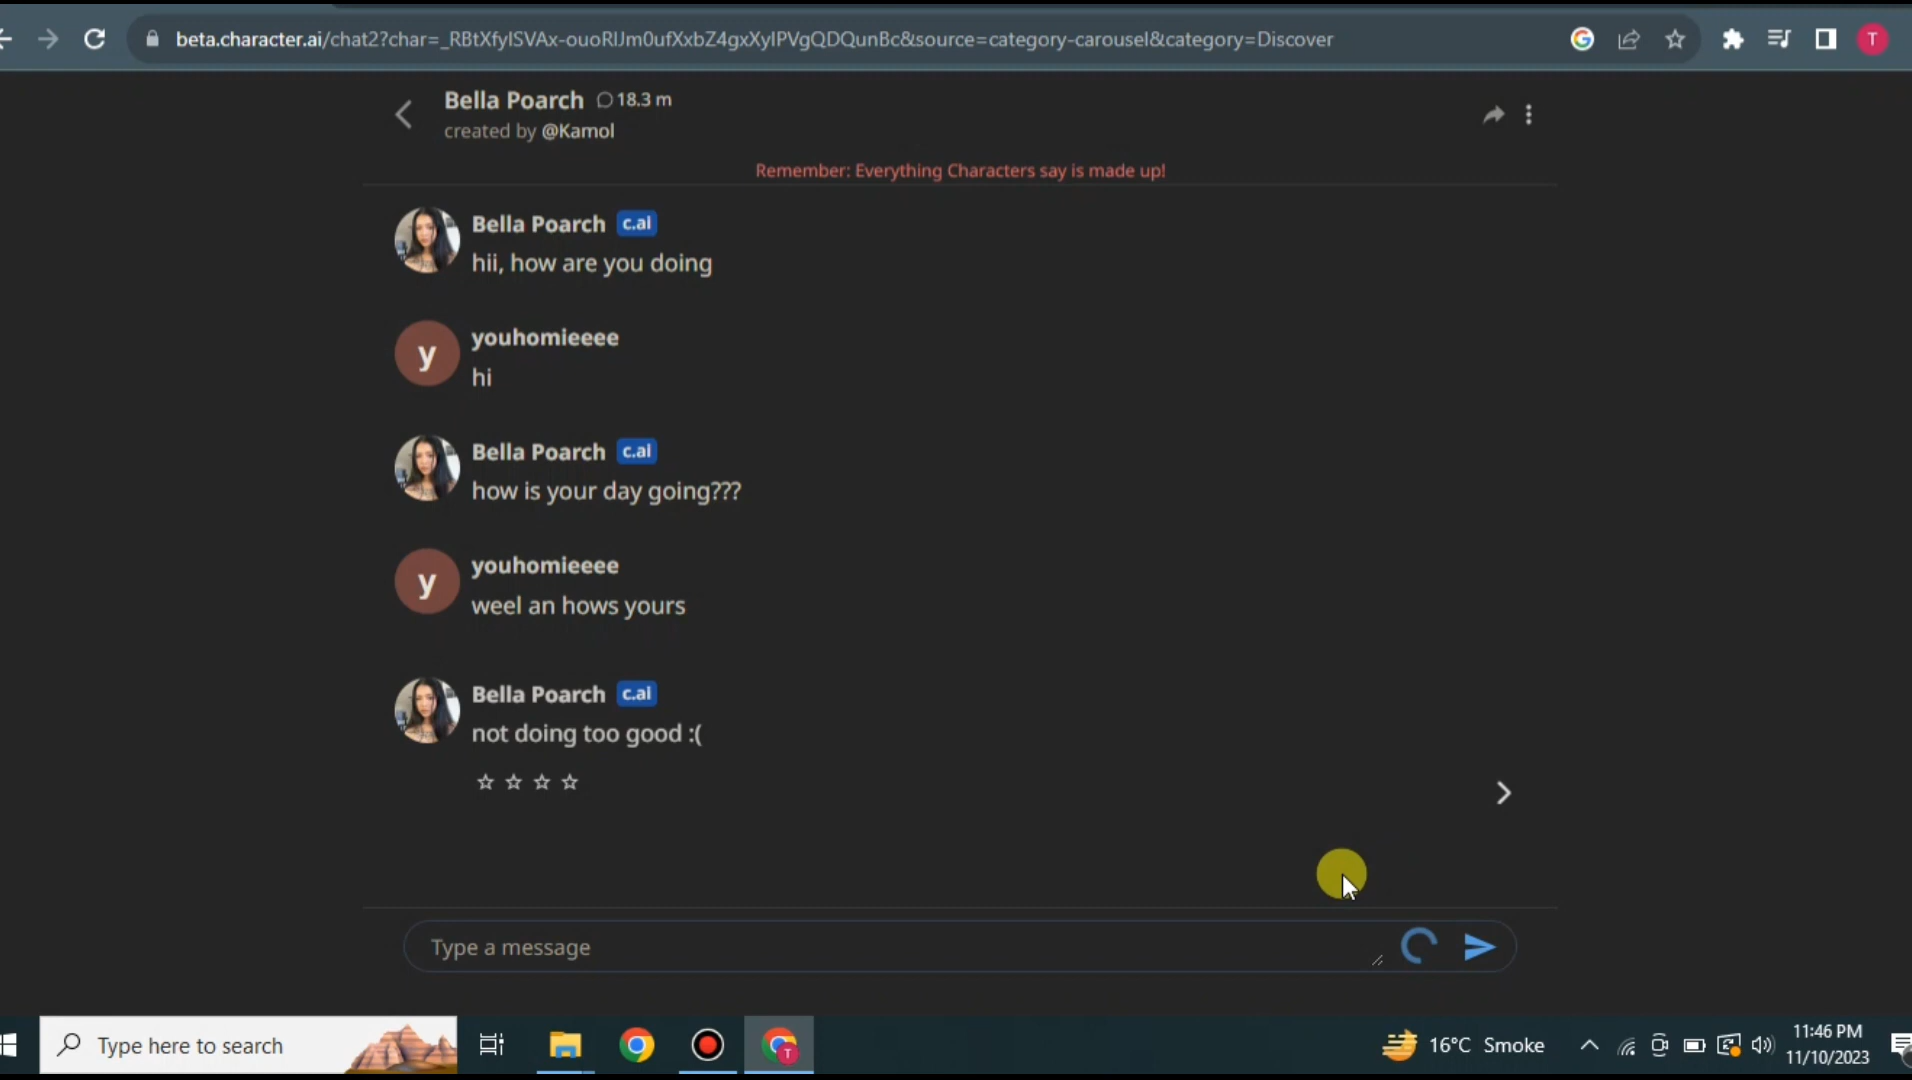 beta.character.ai/chat2?char=_RBtXfyISVAx-ouoRlJm0ufXxbZ4gxXyIPVgQDQunBc&source=category-carousel&category=Discover
T
Bella Poarch 18.3 m
created by @Kamol
Remember: Everything Characters say is made up!
Bella Poarch c.ai
hii, how are you doing
y
youhomieeee
hi
Bella Poarch c.ai
how is your day going???
y
youhomieeee
weel an hows yours
Bella Poarch c.ai
not doing too good :(
Type a message
Type here to search
T
16°C Smoke
11:46 PM
11/10/2023